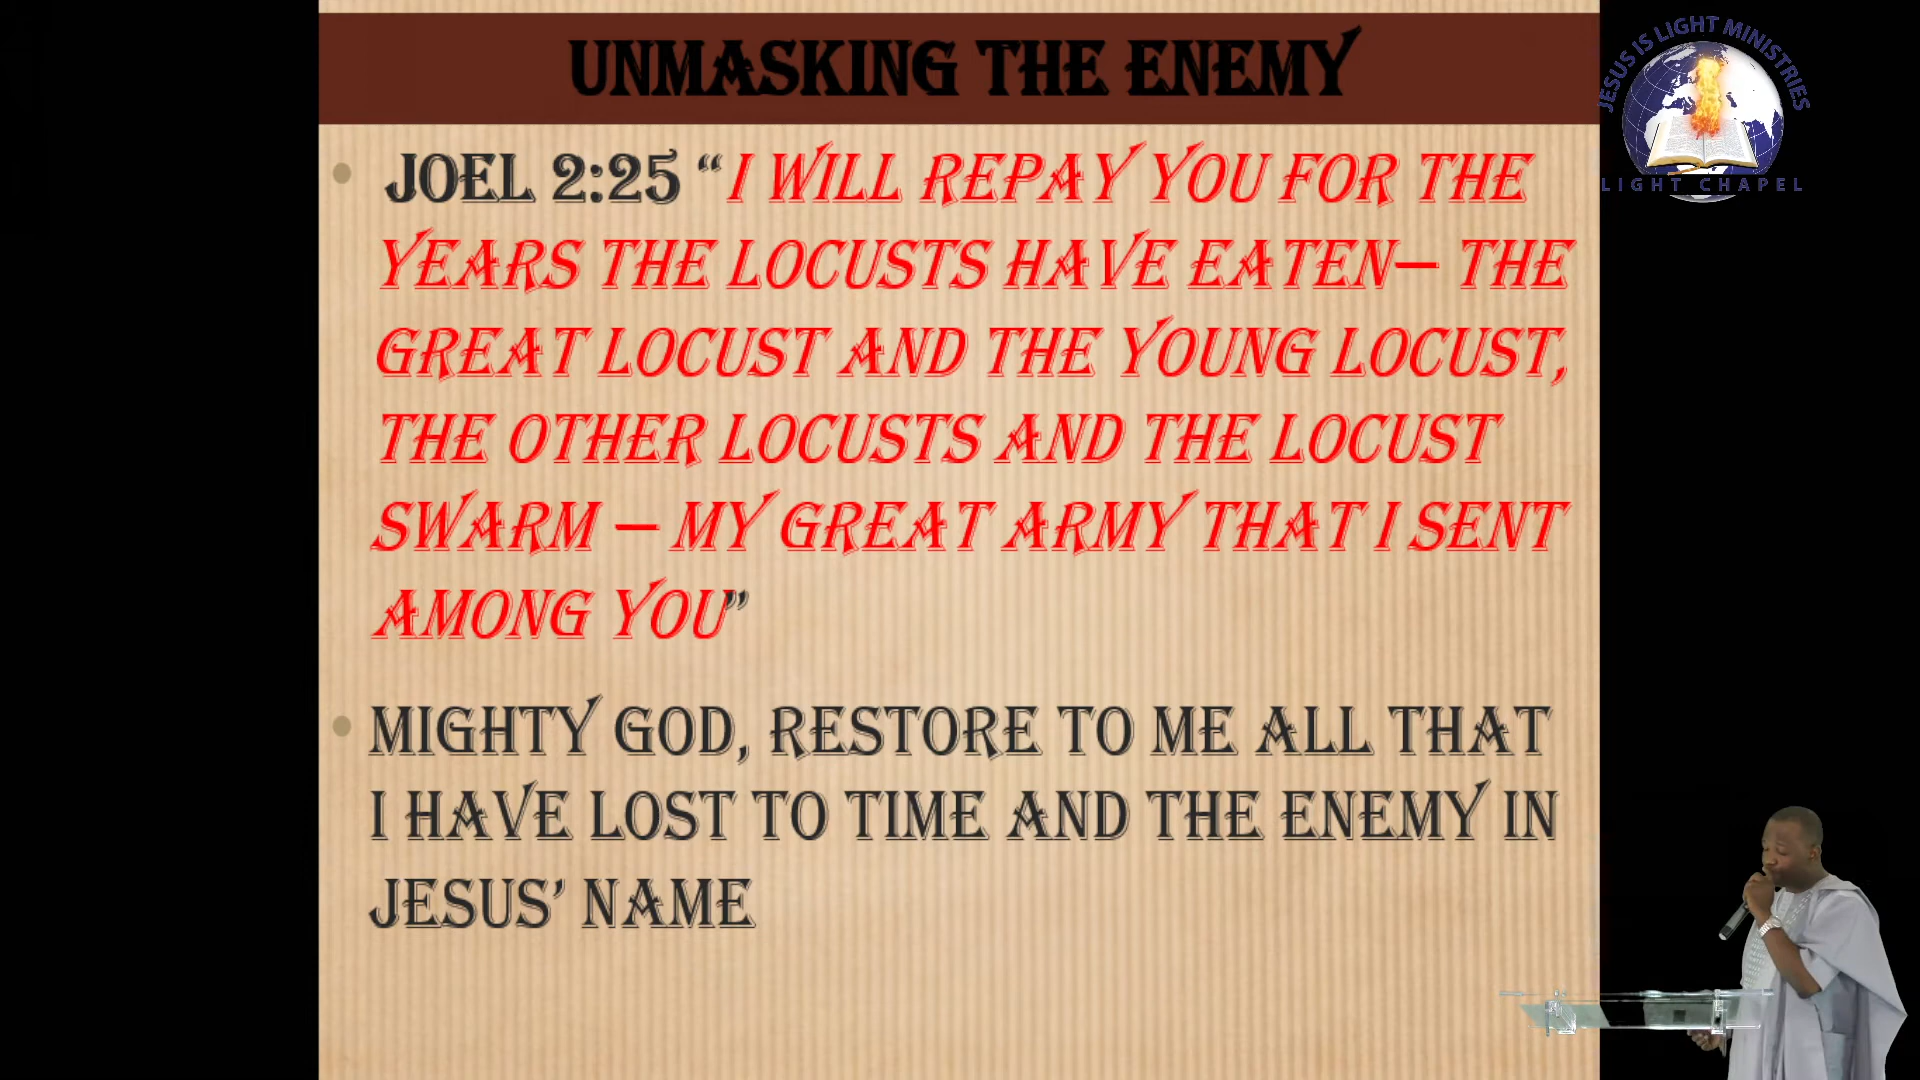 UNMASKING THE ENEMY
JESUS IS LIGHT MINISTRIES
LIGHT CHAPEL
• JOEL 2:25 “I WILL REPAY YOU FOR THE
YEARS THE LOCUSTS HAVE EATEN— THE
GREAT LOCUST AND THE YOUNG LOCUST,
THE OTHER LOCUSTS AND THE LOCUST
SWARM — MY GREAT ARMY THAT I SENT
AMONG YOU”
• MIGHTY GOD, RESTORE TO ME ALL THAT
I HAVE LOST TO TIME AND THE ENEMY IN
JESUS’ NAME